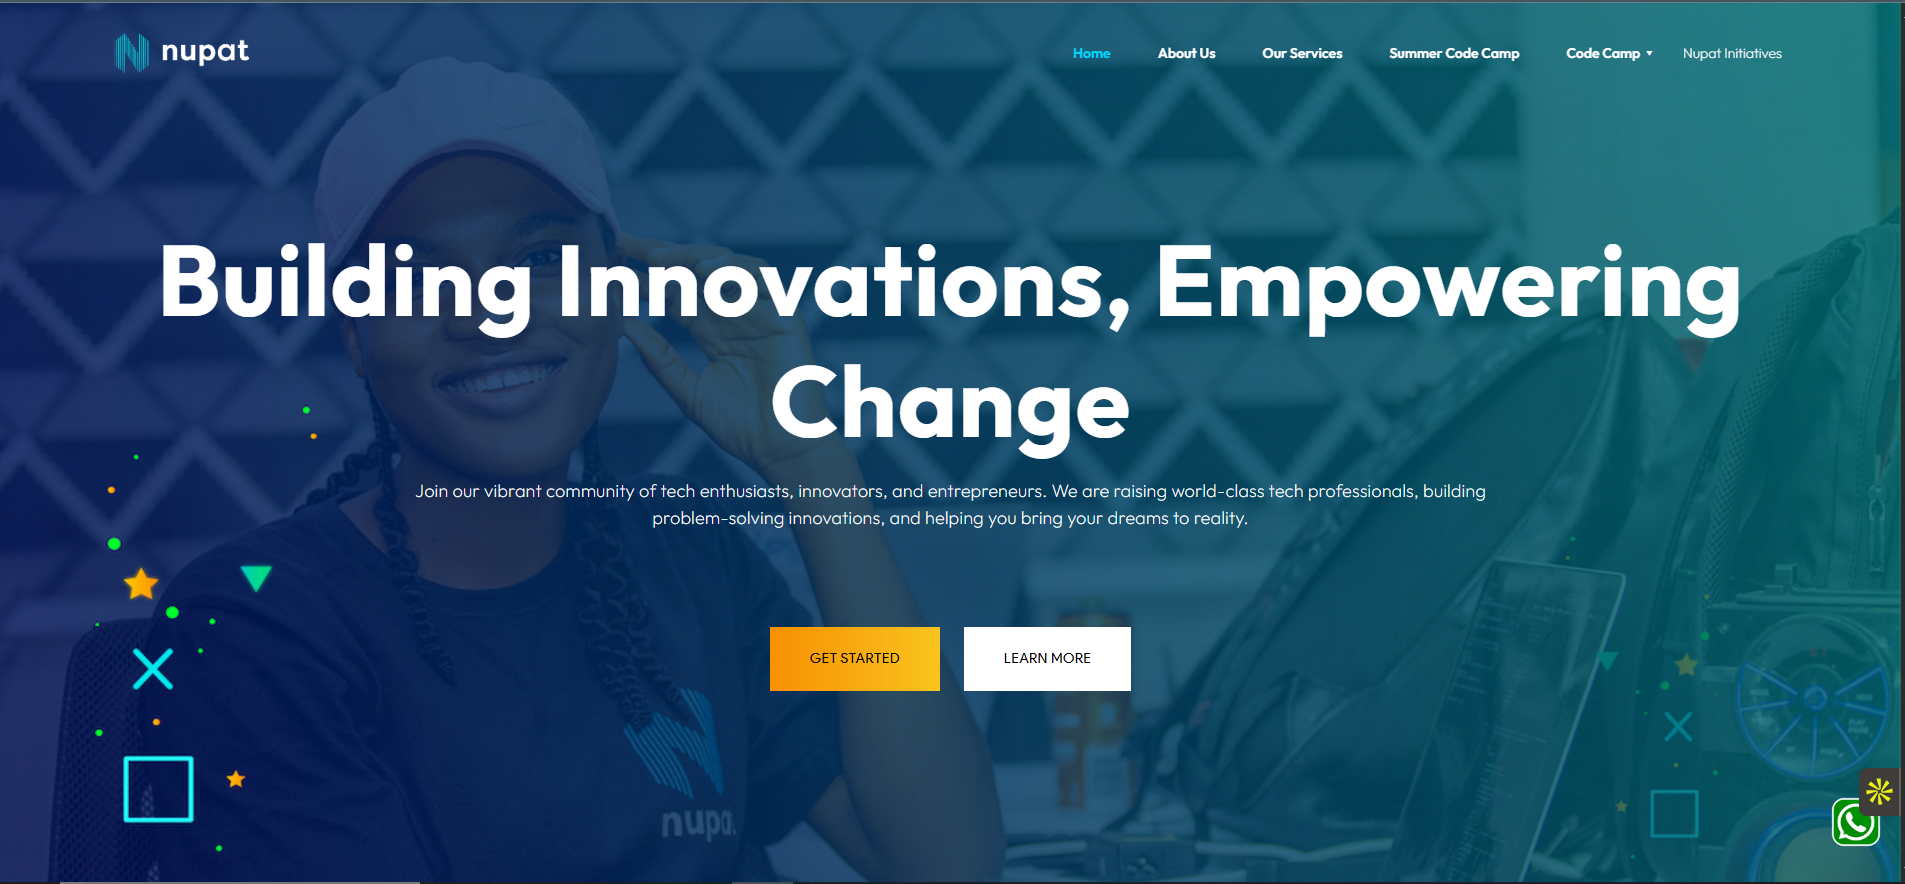 nupat
Home About Us Our Services Summer Code Camp Code Camp Nupat Initiatives
Building Innovations, Empowering
Change
Join our vibrant community of tech enthusiasts, innovators, and entrepreneurs. We are raising world-class tech professionals, building
problem-solving innovations, and helping you bring your dreams to reality.
GET STARTED LEARN MORE
nupat